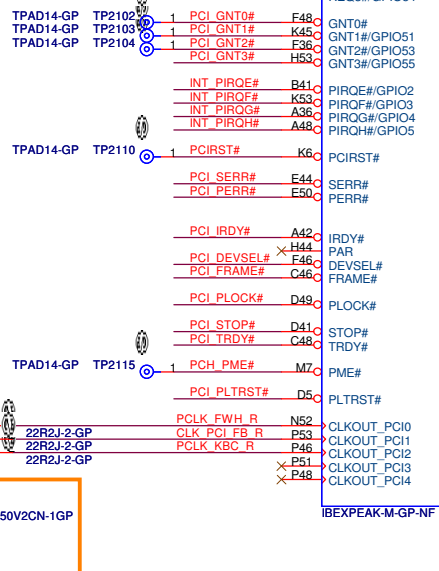 TPAD14-GP TP2102 1 PCI_GNT0# F48 GNT0#
TPAD14-GP TP2103 1 PCI_GNT1# K45 GNT1#/GPIO51
TPAD14-GP TP2104 1 PCI_GNT2# F36 GNT2#/GPIO53
PCI_GNT3# H53 GNT3#/GPIO55
INT_PIRQE# B41 PIRQE#/GPIO2
INT_PIRQF# K53 PIRQF#/GPIO3
INT_PIRQG# A36 PIRQG#/GPIO4
INT_PIRQH# A48 PIRQH#/GPIO5
TPAD14-GP TP2110 1 PCIRST# K6 PCIRST#
PCI_SERR# E44 SERR#
PCI_PERR# E50 PERR#
PCI_IRDY# A42 IRDY#
H44 PAR
PCI_DEVSEL# F46 DEVSEL#
PCI_FRAME# C46 FRAME#
PCI_PLOCK# D49 PLOCK#
PCI_STOP# D41 STOP#
PCI_TRDY# C48 TRDY#
TPAD14-GP TP2115 1 PCH_PME# M7 PME#
PCI_PLTRST# D5 PLTRST#
PCLK_FWH_R N52 CLKOUT_PCI0
22R2J-2-GP CLK_PCI_FB_R P53 CLKOUT_PCI1
22R2J-2-GP PCLK_KBC_R P46 CLKOUT_PCI2
22R2J-2-GP P51 CLKOUT_PCI3
P48 CLKOUT_PCI4
50V2CN-1GP IBEXPEAK-M-GP-NF